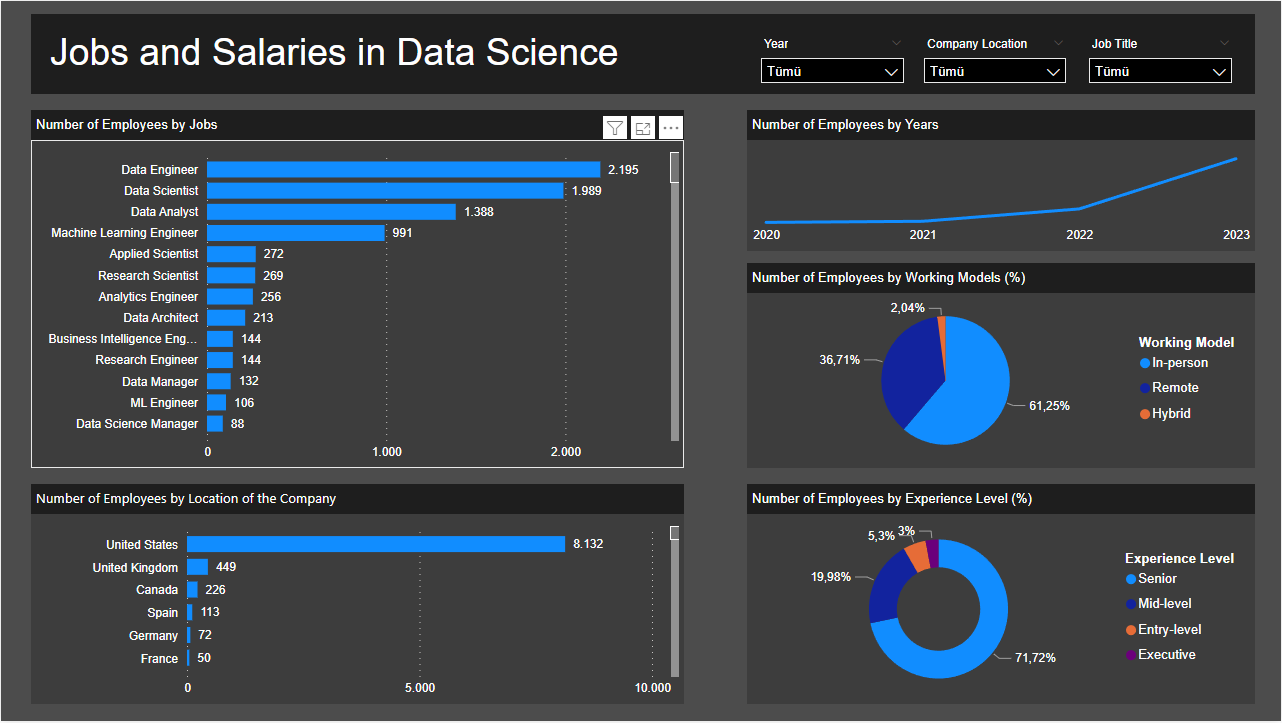 Jobs and Salaries in Data Science
Year
Company Location
Job Title
Tümü
Tümü
Tümü
Number of Employees by Jobs
Data Engineer 2.195
Data Scientist 1.989
Data Analyst 1.388
Machine Learning Engineer 991
Applied Scientist 272
Research Scientist 269
Analytics Engineer 256
Data Architect 213
Business Intelligence Eng... 144
Research Engineer 144
Data Manager 132
ML Engineer 106
Data Science Manager 88
0 1.000 2.000
Number of Employees by Years
2020 2021 2022 2023
Number of Employees by Working Models (%)
2,04%
36,71%
61,25%
Working Model
In-person
Remote
Hybrid
Number of Employees by Location of the Company
United States 8.132
United Kingdom 449
Canada 226
Spain 113
Germany 72
France 50
0 5.000 10.000
Number of Employees by Experience Level (%)
3%
5,3%
19,98%
71,72%
Experience Level
Senior
Mid-level
Entry-level
Executive